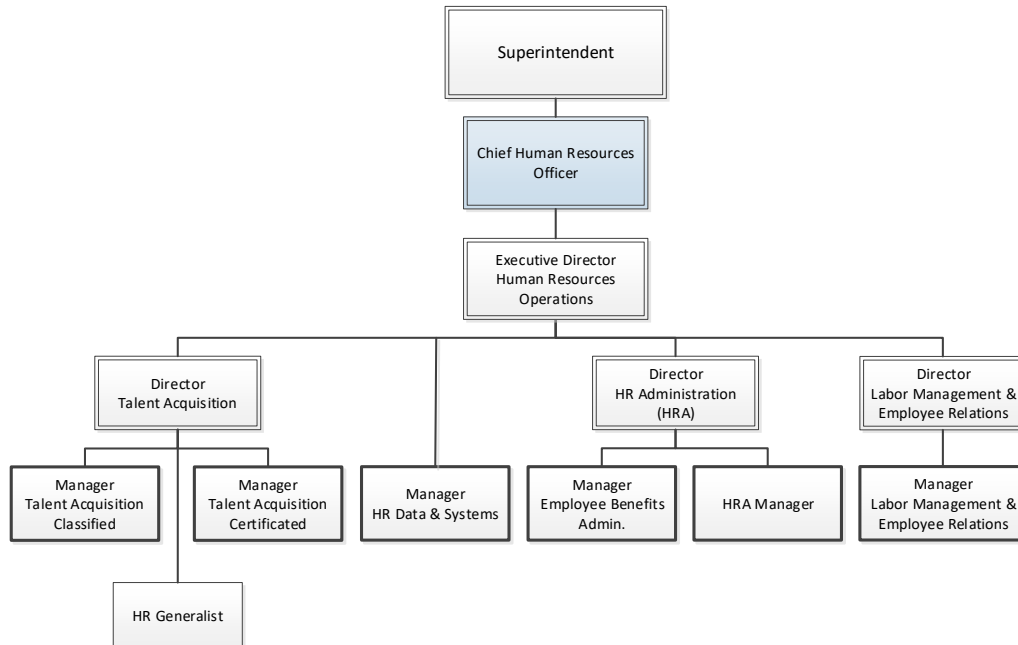 Superintendent
Chief Human Resources
Officer
Executive Director
Human Resources
Operations
Director
Talent Acquisition
Director
HR Administration
(HRA)
Director
Labor Management &
Employee Relations
Manager
Talent Acquisition
Classified
Manager
Talent Acquisition
Certificated
Manager
HR Data & Systems
Manager
Employee Benefits
Admin.
HRA Manager
Manager
Labor Management &
Employee Relations
HR Generalist